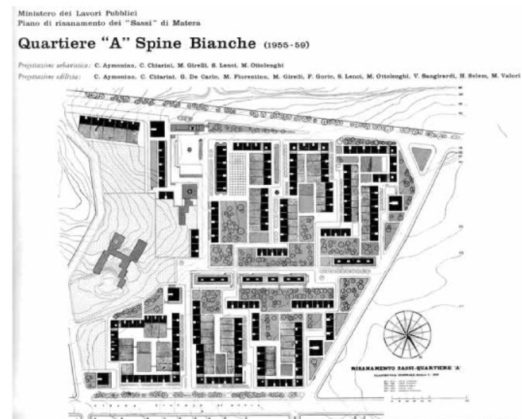 Ministero dei Lavori Pubblici
Piano di risanamento dei "Sassi" di Matera
Quartiere "A" Spine Bianche (1955-59)
Progettazione urbanistica: C. Aymonino, C. Chiarini, M. Girelli, S. Lenci, M. Ottolenghi
Progettazione edilizia: C. Aymonino, C. Chiarini, G. De Carlo, M. Fiorentino, M. Girelli, F. Gorio, S. Lenci, M. Ottolenghi, V. Sangirardi, H. Selem, M. Valori
RISANAMENTO SASSI-QUARTIERE 'A'